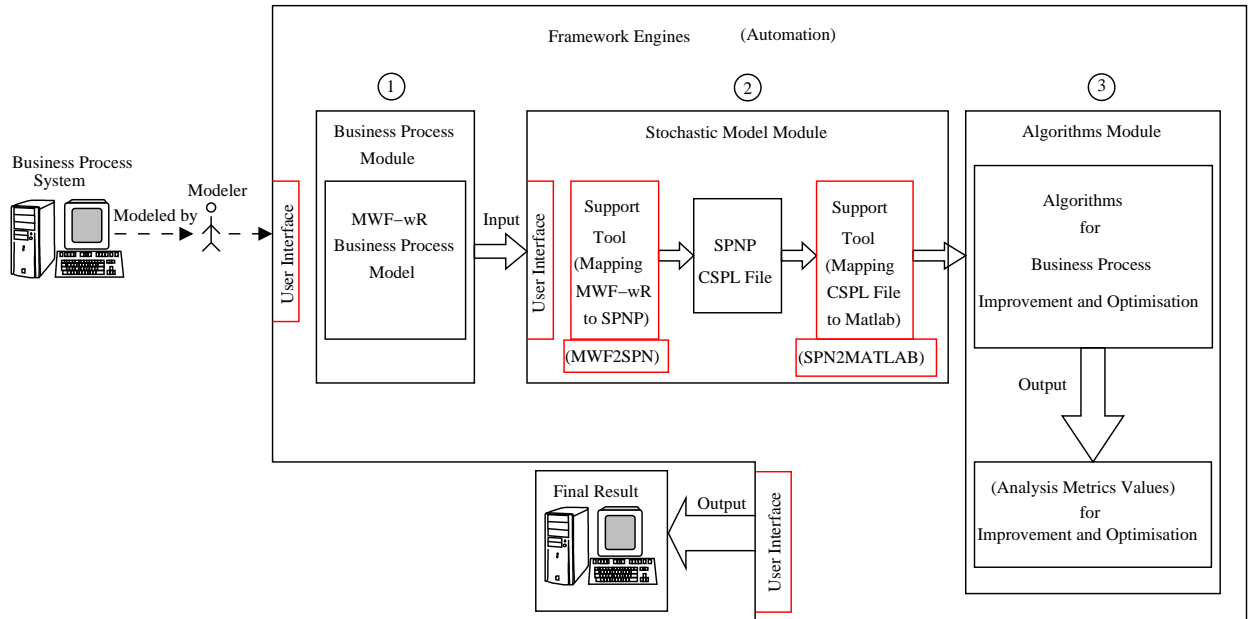 Framework Engines (Automation)
1
2
3
Business Process
System
Modeled by
Modeler
User Interface
Business Process
Module
MWF−wR
Business Process
Model
Input
Stochastic Model Module
User Interface
Support
Tool
(Mapping
MWF−wR
to SPNP)
(MWF2SPN)
SPNP
CSPL File
Support
Tool
(Mapping
CSPL File
to Matlab)
(SPN2MATLAB)
Algorithms Module
Algorithms
for
Business Process
Improvement and Optimisation
Output
(Analysis Metrics Values)
for
Improvement and Optimisation
Final Result
Output
User Interface